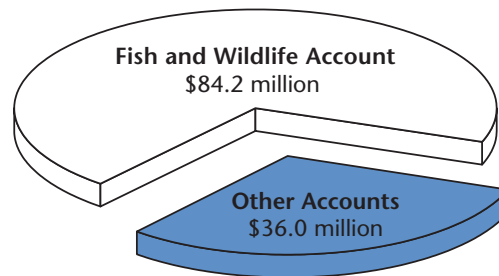 Fish and Wildlife Account
$84.2 million
Other Accounts
$36.0 million